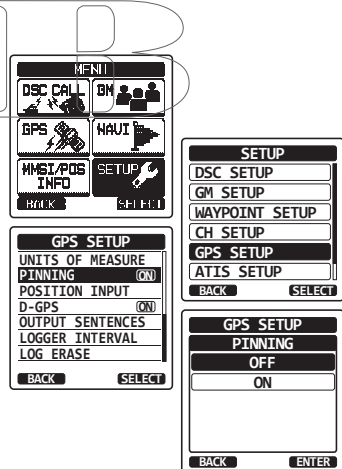 MENU
DSC CALL
GM
GPS
NAVI
MMSI/POS
INFO
SETUP
BACK
SELECT
SETUP
DSC SETUP
GM SETUP
WAYPOINT SETUP
CH SETUP
GPS SETUP
ATIS SETUP
BACK
SELECT
GPS SETUP
UNITS OF MEASURE
PINNING ON
POSITION INPUT
D-GPS ON
OUTPUT SENTENCES
LOGGER INTERVAL
LOG ERASE
BACK
SELECT
GPS SETUP
PINNING
OFF
ON
BACK
ENTER